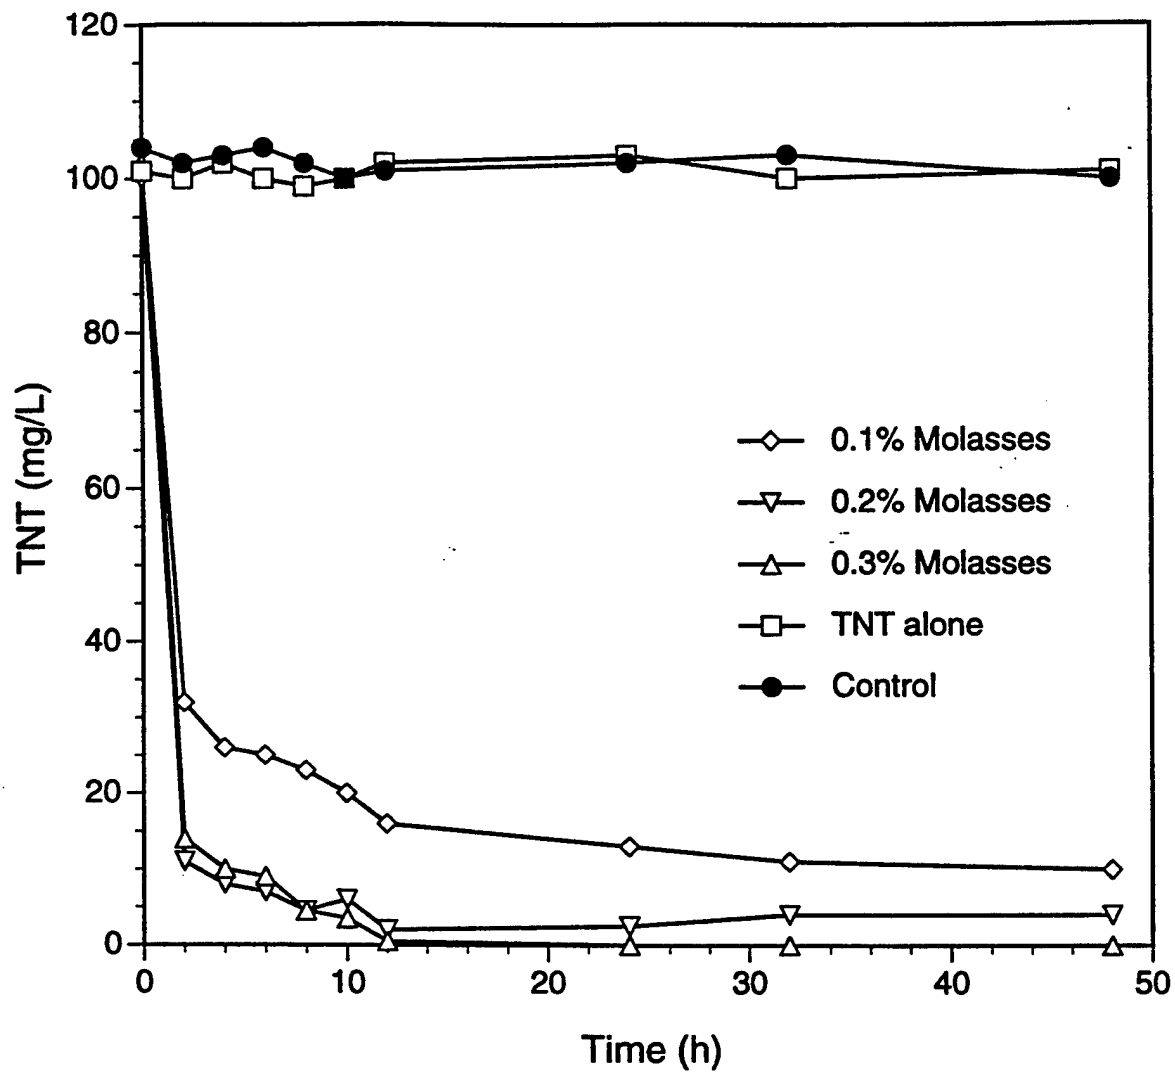 120
100
80
60
40
20
0
TNT (mg/L)
0.1% Molasses
0.2% Molasses
0.3% Molasses
TNT alone
Control
0 10 20 30 40 50
Time (h)